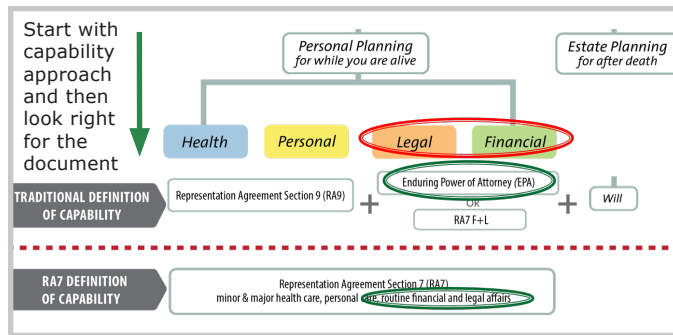 Start with
capability
approach
and then
look right
for the
document
Personal Planning
for while you are alive
Estate Planning
for after death
Health
Personal
Legal
Financial
TRADITIONAL DEFINITION
OF CAPABILITY
Representation Agreement Section 9 (RA9)
+
Enduring Power of Attorney (EPA)
OR
RA7 F+L
+
Will
RA7 DEFINITION
OF CAPABILITY
Representation Agreement Section 7 (RA7)
minor & major health care, personal care, routine financial and legal affairs